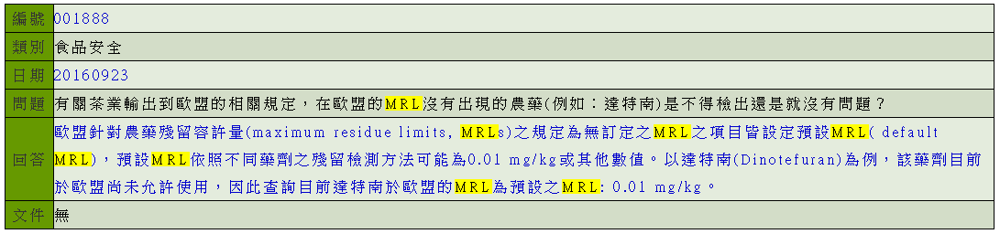 編號 001888
類別 食品安全
日期 20160923
問題 有關茶業輸出到歐盟的相關規定，在歐盟的MRL沒有出現的農藥(例如：達特南)是不得檢出還是就沒有問題？
歐盟針對農藥殘留容許量(maximum residue limits, MRLs)之規定為無訂定之MRL之項目皆設定預設MRL( default
回答 MRL)，預設MRL依照不同藥劑之殘留檢測方法可能為0.01 mg/kg或其他數值。以達特南(Dinotefuran)為例，該藥劑目前
於歐盟尚未允許使用，因此查詢目前達特南於歐盟的MRL為預設之MRL: 0.01 mg/kg。
文件 無